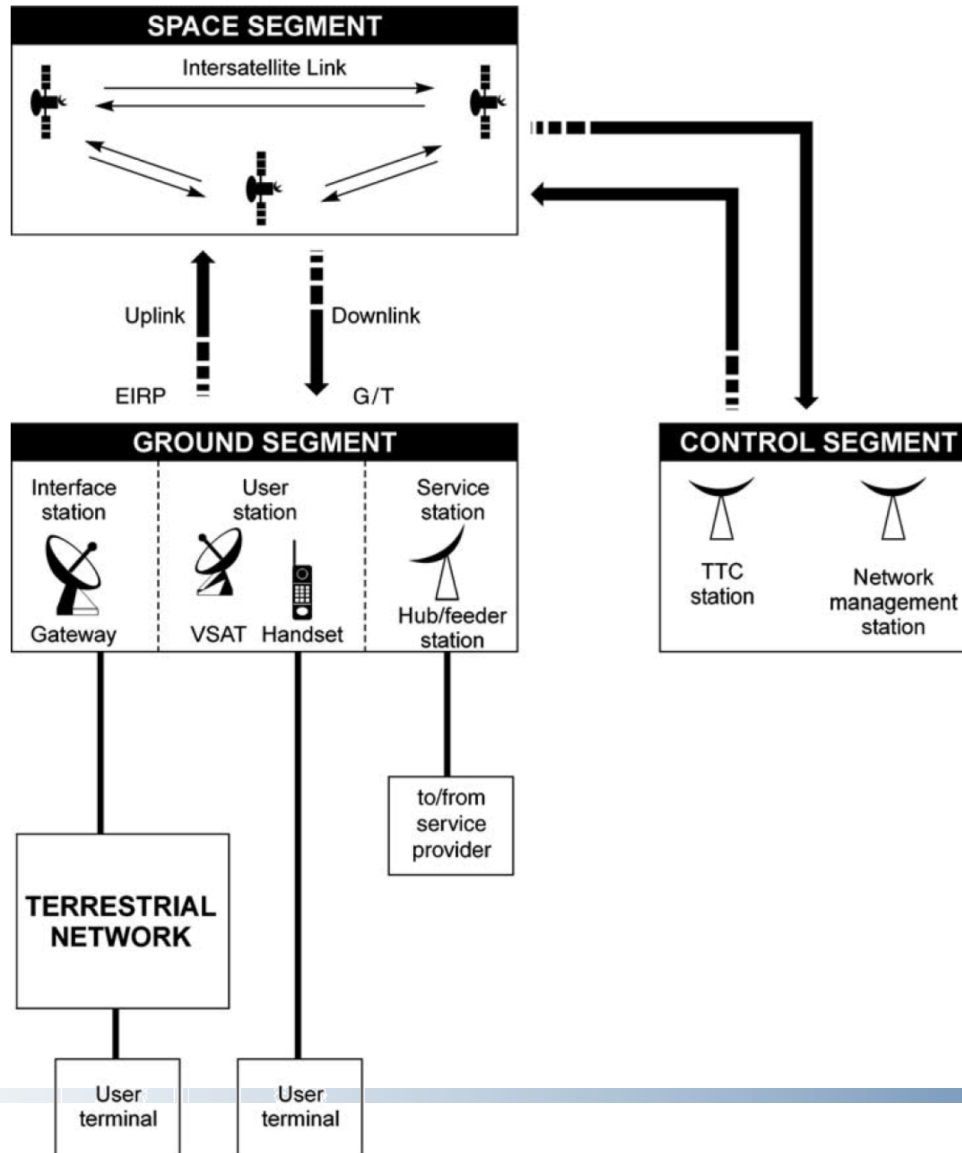 SPACE SEGMENT
Intersatellite Link
Uplink
Downlink
EIRP
G/T
GROUND SEGMENT
Interface
station
Gateway
User
station
VSAT
Handset
Service
station
Hub/feeder
station
CONTROL SEGMENT
TTC
station
Network
management
station
to/from
service
provider
TERRESTRIAL
NETWORK
User
terminal
User
terminal